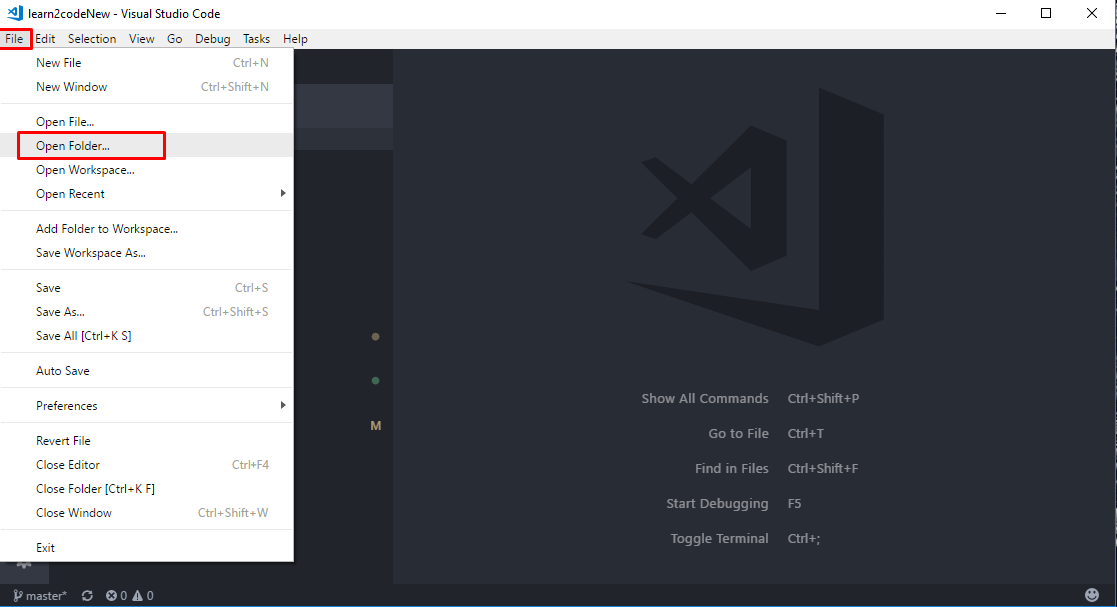 learn2codeNew - Visual Studio Code
File Edit Selection View Go Debug Tasks Help
New File Ctrl+N
New Window Ctrl+Shift+N
Open File...
Open Folder...
Open Workspace...
Open Recent
Add Folder to Workspace...
Save Workspace As...
Save Ctrl+S
Save As... Ctrl+Shift+S
Save All [Ctrl+K S]
Auto Save
Preferences
Revert File
Close Editor Ctrl+F4
Close Folder [Ctrl+K F]
Close Window Ctrl+Shift+W
Exit
M
Show All Commands Ctrl+Shift+P
Go to File Ctrl+T
Find in Files Ctrl+Shift+F
Start Debugging F5
Toggle Terminal Ctrl+;
master* 0 0